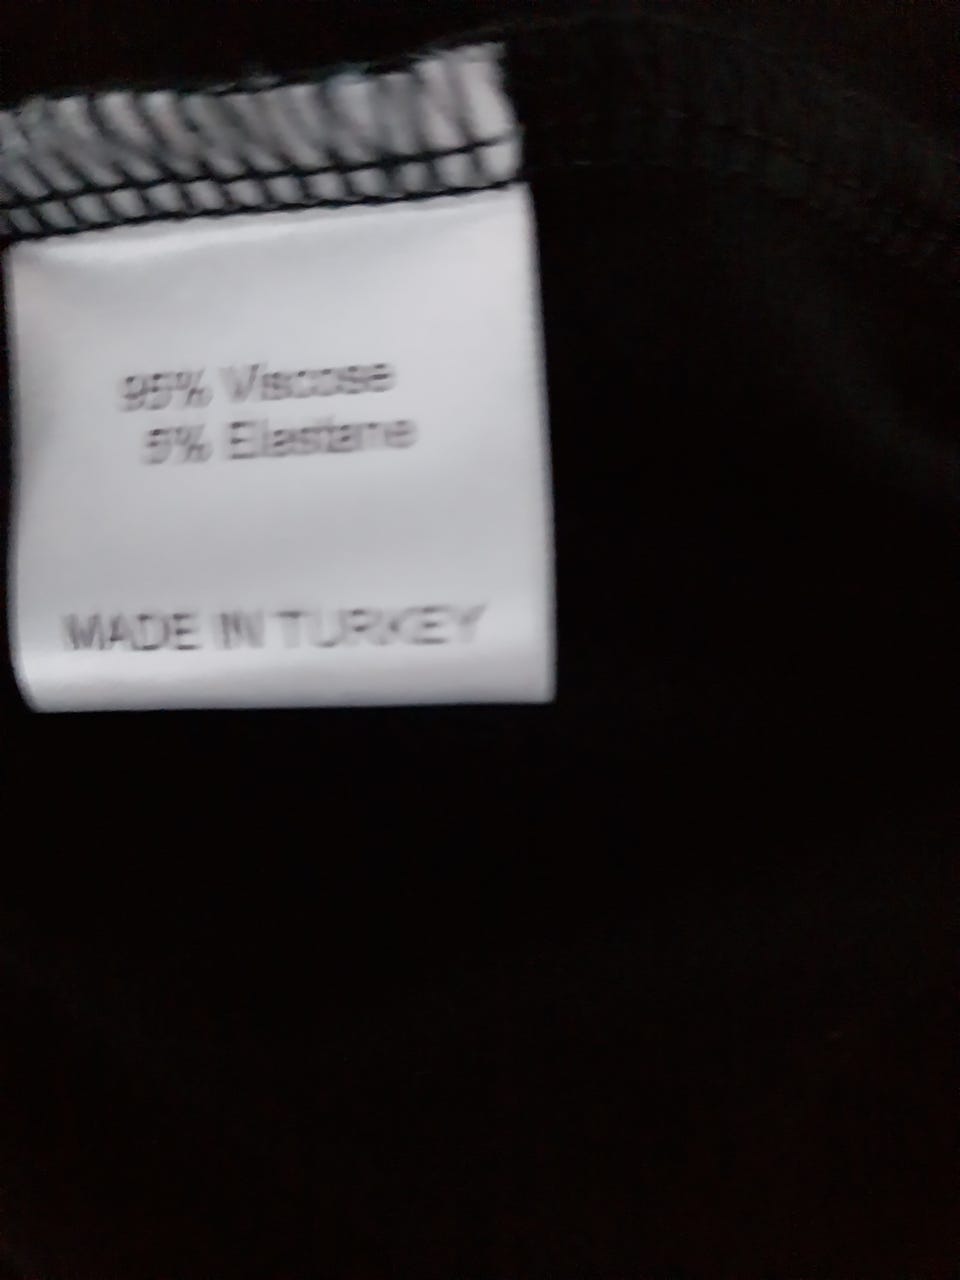 95% Viscose
5% Elastane
MADE IN TURKEY